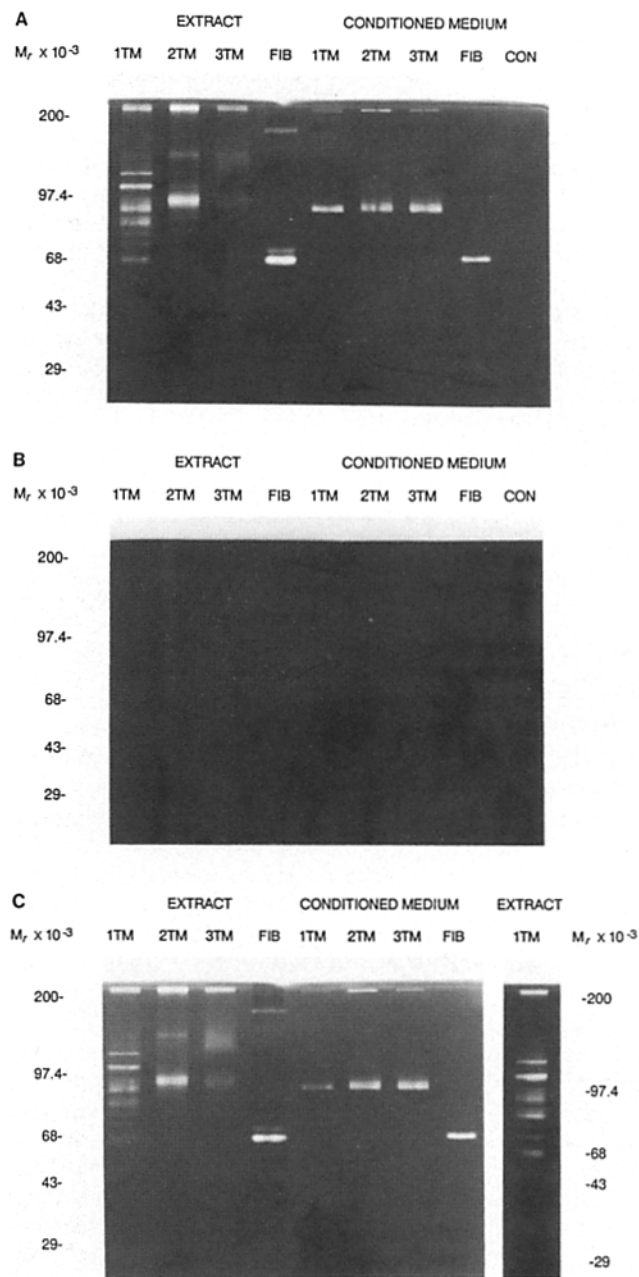 A
EXTRACT CONDITIONED MEDIUM
Mr x 10-3 1TM 2TM 3TM FIB 1TM 2TM 3TM FIB CON
200-
97.4-
68-
43-
29-
B
EXTRACT CONDITIONED MEDIUM
Mr x 10-3 1TM 2TM 3TM FIB 1TM 2TM 3TM FIB CON
200-
97.4-
68-
43-
29-
C
EXTRACT CONDITIONED MEDIUM EXTRACT
Mr x 10-3 1TM 2TM 3TM FIB 1TM 2TM 3TM FIB 1TM Mr x 10-3
200- -200
97.4- -97.4
68- -68
43- -43
29- -29